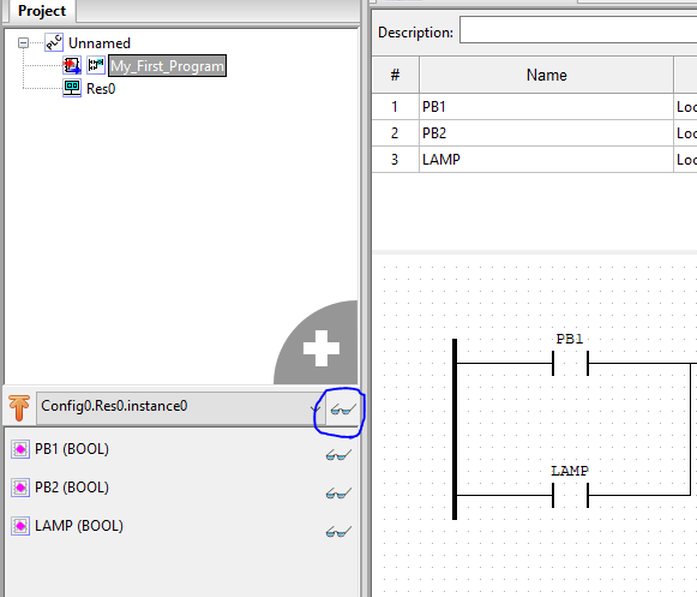 Project
Unnamed
My_First_Program
Res0
Config0.Res0.instance0
PB1 (BOOL)
PB2 (BOOL)
LAMP (BOOL)
Description:
# Name
1 PB1 Loc
2 PB2 Loc
3 LAMP Loc
PB1
LAMP